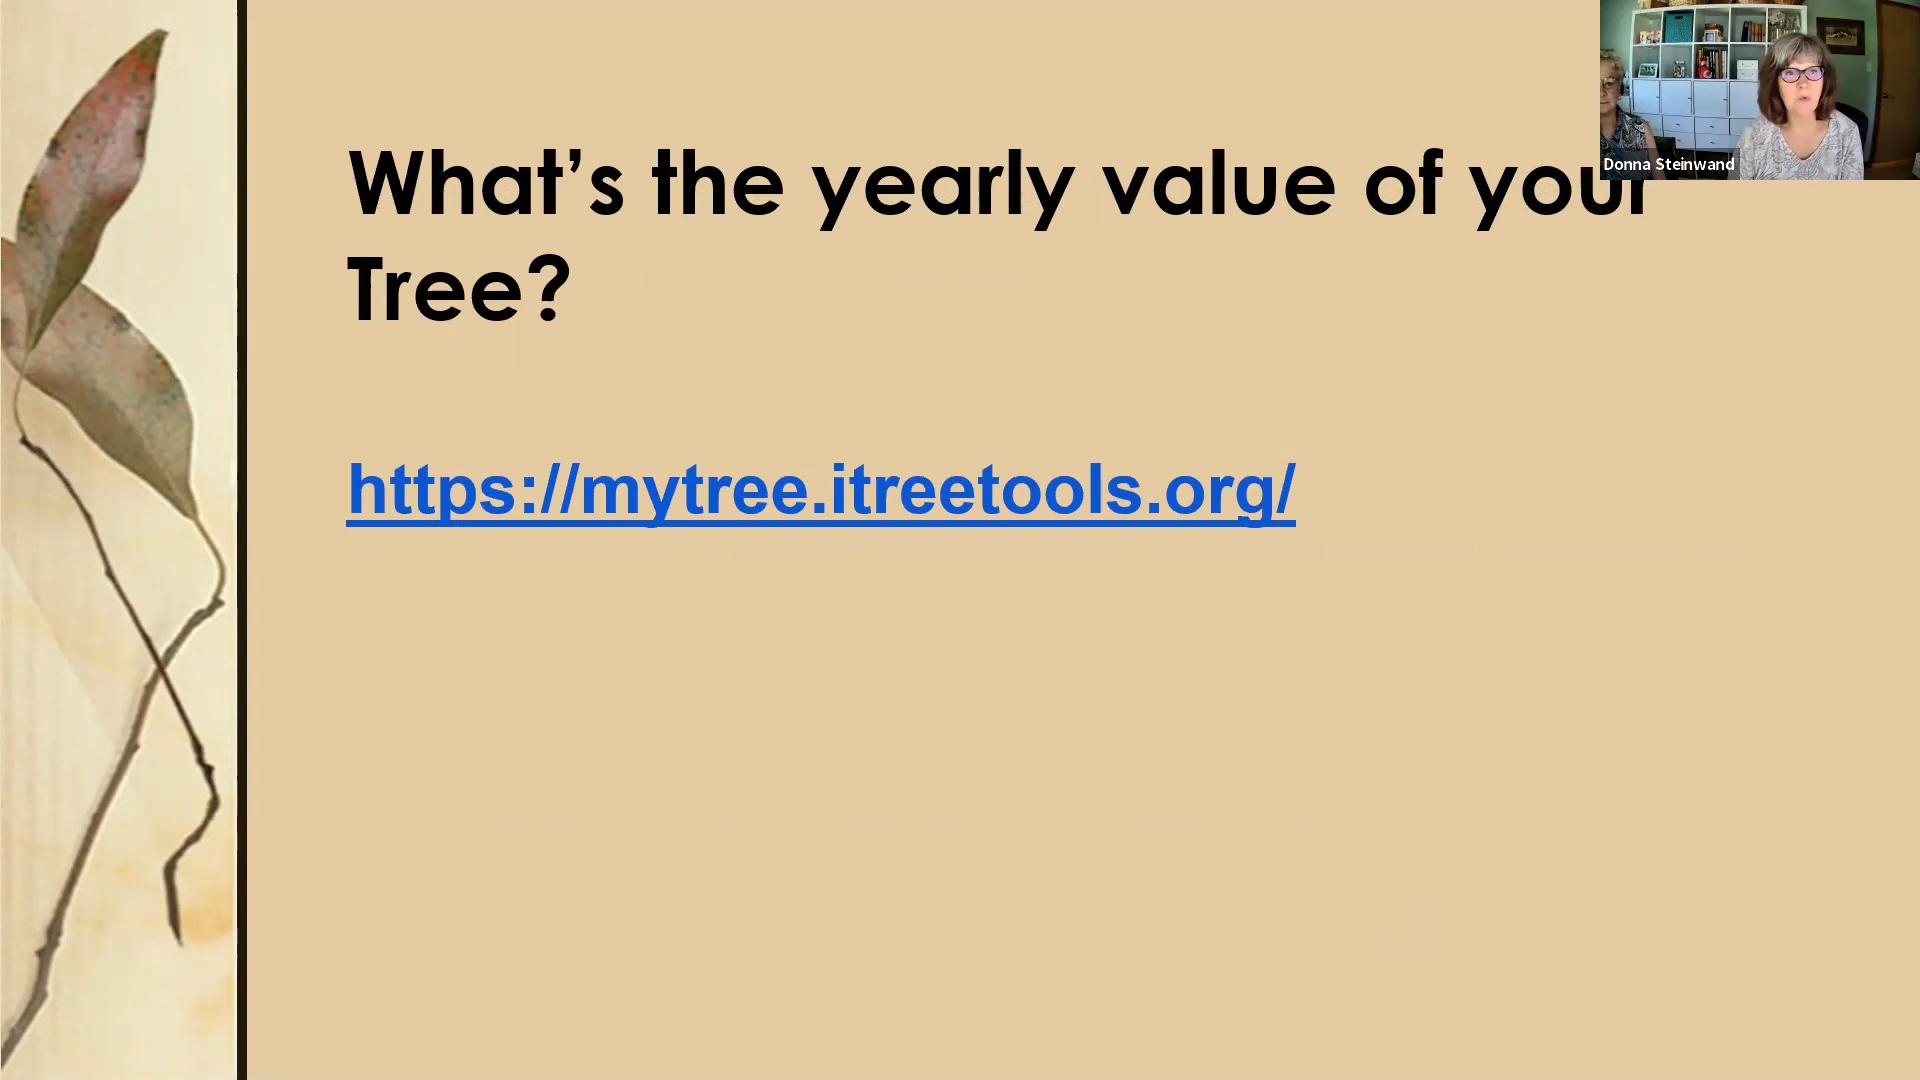 What’s the yearly value of your
Tree?
https://mytree.itreetools.org/
Donna Steinwand